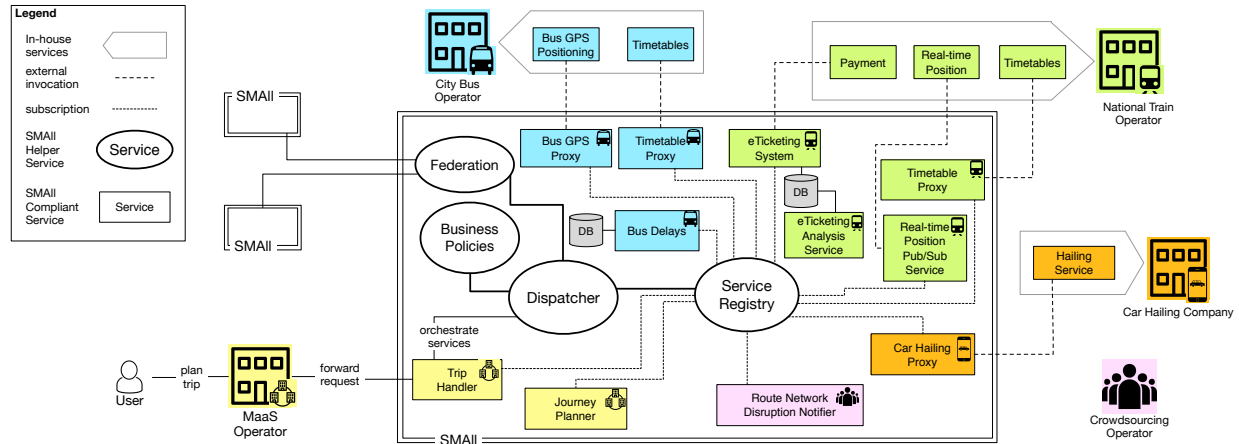 Legend
In-house
services
external
invocation
subscription
SMAll
Helper
Service
Service
SMAll
Compliant
Service
Service
City Bus
Operator
Bus GPS
Positioning
Timetables
Payment
Real-time
Position
Timetables
National Train
Operator
SMAll
SMAll
Federation
Business
Policies
Dispatcher
Service
Registry
Bus GPS
Proxy
Timetable
Proxy
eTicketing
System
DB
eTicketing
Analysis
Service
Timetable
Proxy
Real-time
Position
Pub/Sub
Service
DB
Bus Delays
Hailing
Service
Car Hailing Company
Car Hailing
Proxy
orchestrate
services
Trip
Handler
Journey
Planner
Route Network
Disruption Notifier
Crowdsourcing
Operator
User
plan
trip
MaaS
Operator
forward
request
SMAll